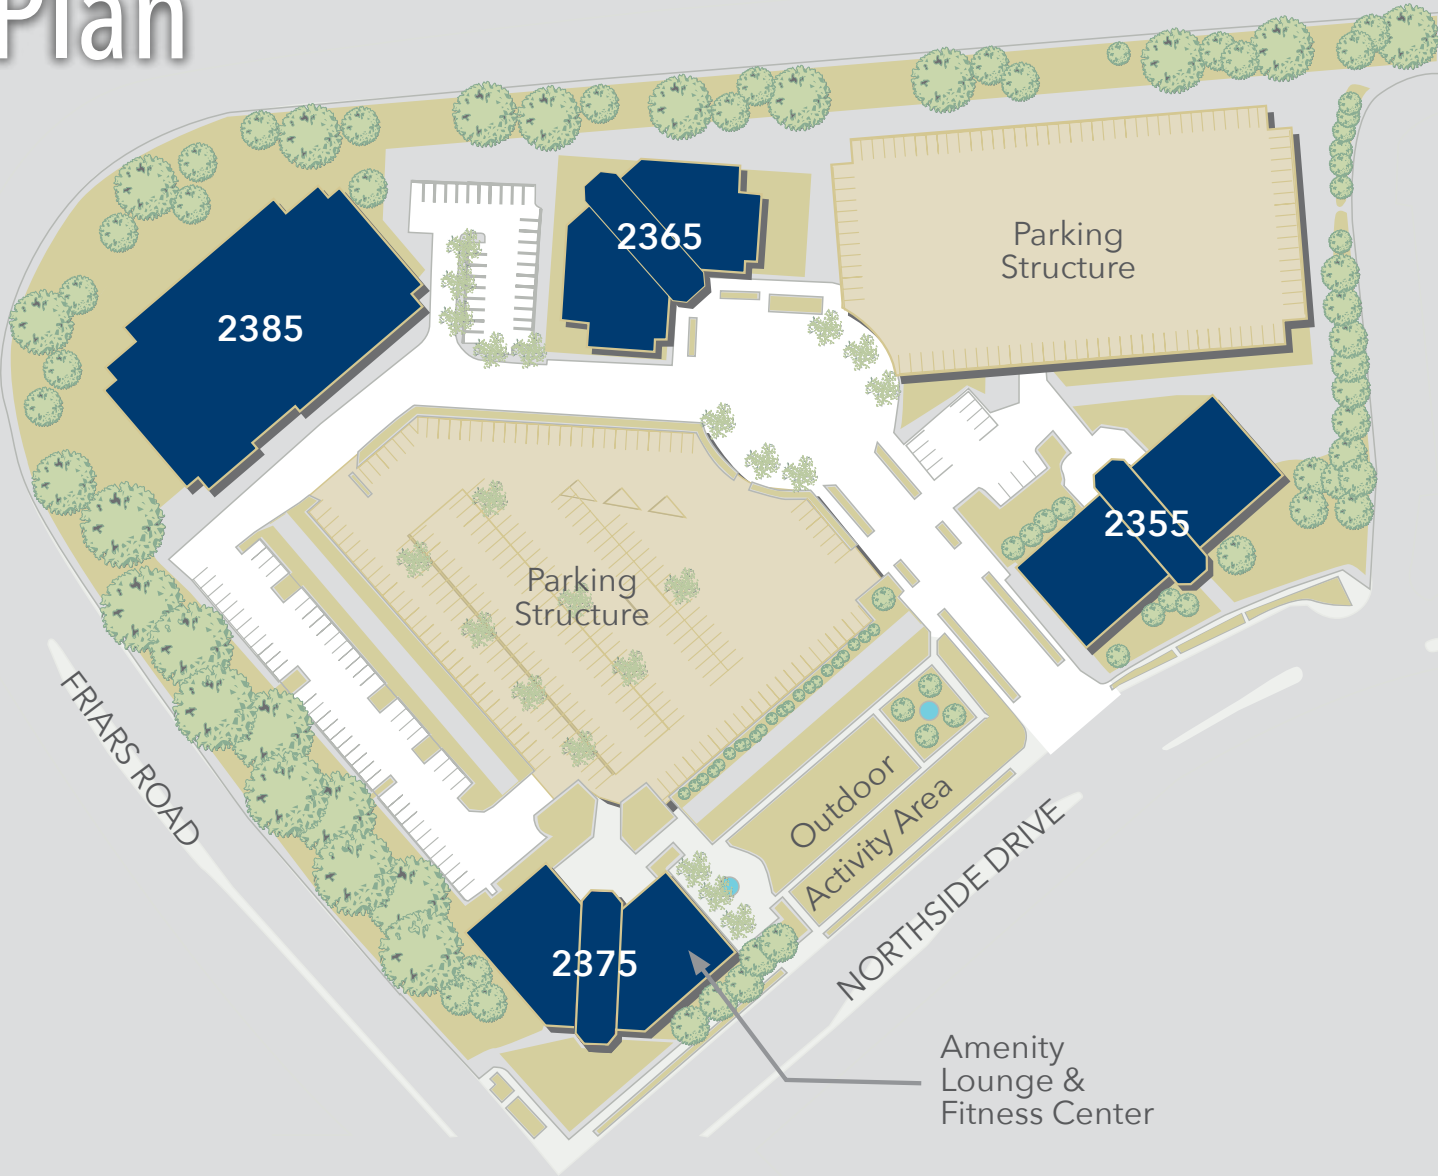 Plan
2365
Parking
Structure
2385
2355
Parking
Structure
FRIARS ROAD
Outdoor
Activity Area
NORTHSIDE DRIVE
2375
Amenity
Lounge &
Fitness Center